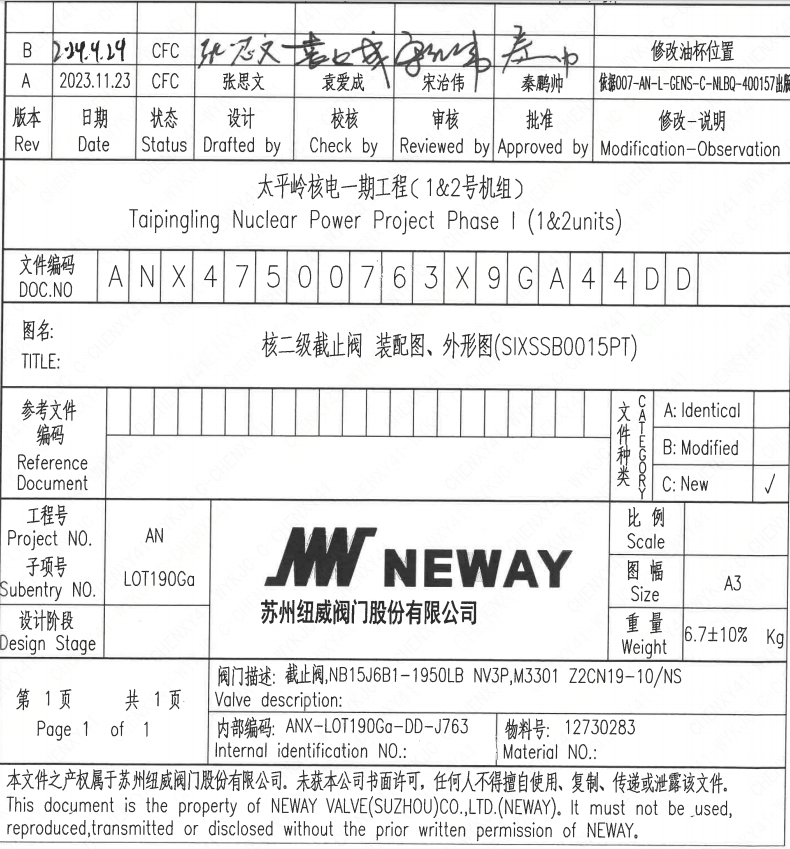 B 2024.4.24 CFC 张思文 袁爱成 宋治伟 秦鹏帅 修改油杯位置
A 2023.11.23 CFC 张思文 袁爱成 宋治伟 秦鹏帅 依据007-AN-L-GENS-C-NLBQ-400157出版
版本 日期 状态 设计 校核 审核 批准 修改-说明
Rev Date Status Drafted by Check by Reviewed by Approved by Modification-Observation
太平岭核电一期工程(1&2号机组)
Taipingling Nuclear Power Project Phase I (1&2units)
文件编码
DOC.NO
ANX47500763X9GA44DD
图名:
TITLE:
核二级截止阀 装配图、外形图(SIXSSB0015PT)
参考文件
编码
Reference
Document
文件种类
CATEGORY
A: Identical
B: Modified
C: New √
工程号
Project NO.
AN
子项号
Subentry NO.
LOT190Ga
设计阶段
Design Stage
NEWAY
苏州纽威阀门股份有限公司
比 例
Scale
图 幅
Size
A3
重 量
Weight
6.7±10% Kg
第 1 页 共 1 页
Page 1 of 1
阀门描述: 截止阀,NB15J6B1-1950LB NV3P,M3301 Z2CN19-10/NS
Valve description:
内部编码: ANX-LOT190Ga-DD-J763
Internal identification NO.:
物料号: 12730283
Material NO.:
本文件之产权属于苏州纽威阀门股份有限公司。未获本公司书面许可，任何人不得擅自使用、复制、传递或泄露该文件。
This document is the property of NEWAY VALVE(SUZHOU)CO.,LTD.(NEWAY)。It must not be used,
reproduced,transmitted or disclosed without the prior written permission of NEWAY。